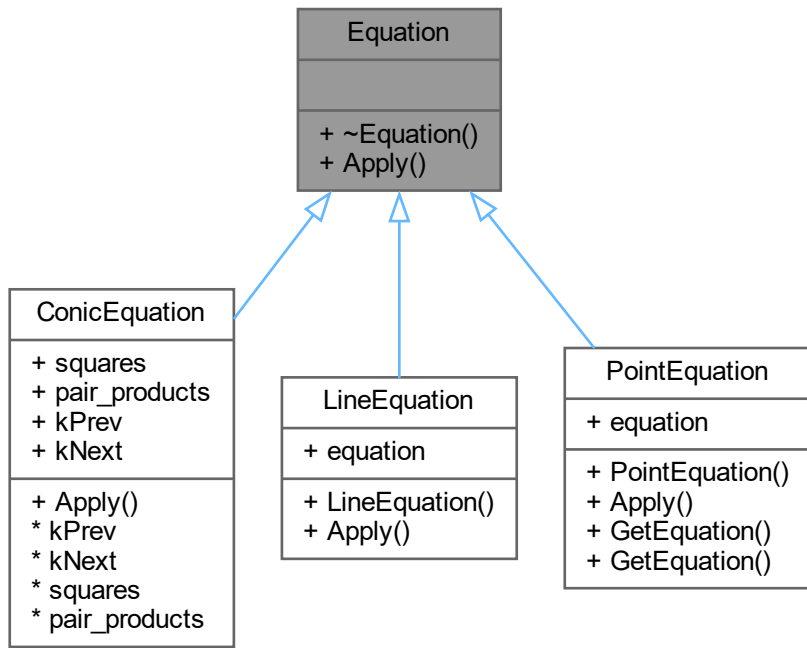 Equation
+ ~Equation()
+ Apply()
ConicEquation
+ squares
+ pair_products
+ kPrev
+ kNext
+ Apply()
* kPrev
* kNext
* squares
* pair_products
LineEquation
+ equation
+ LineEquation()
+ Apply()
PointEquation
+ equation
+ PointEquation()
+ Apply()
+ GetEquation()
+ GetEquation()